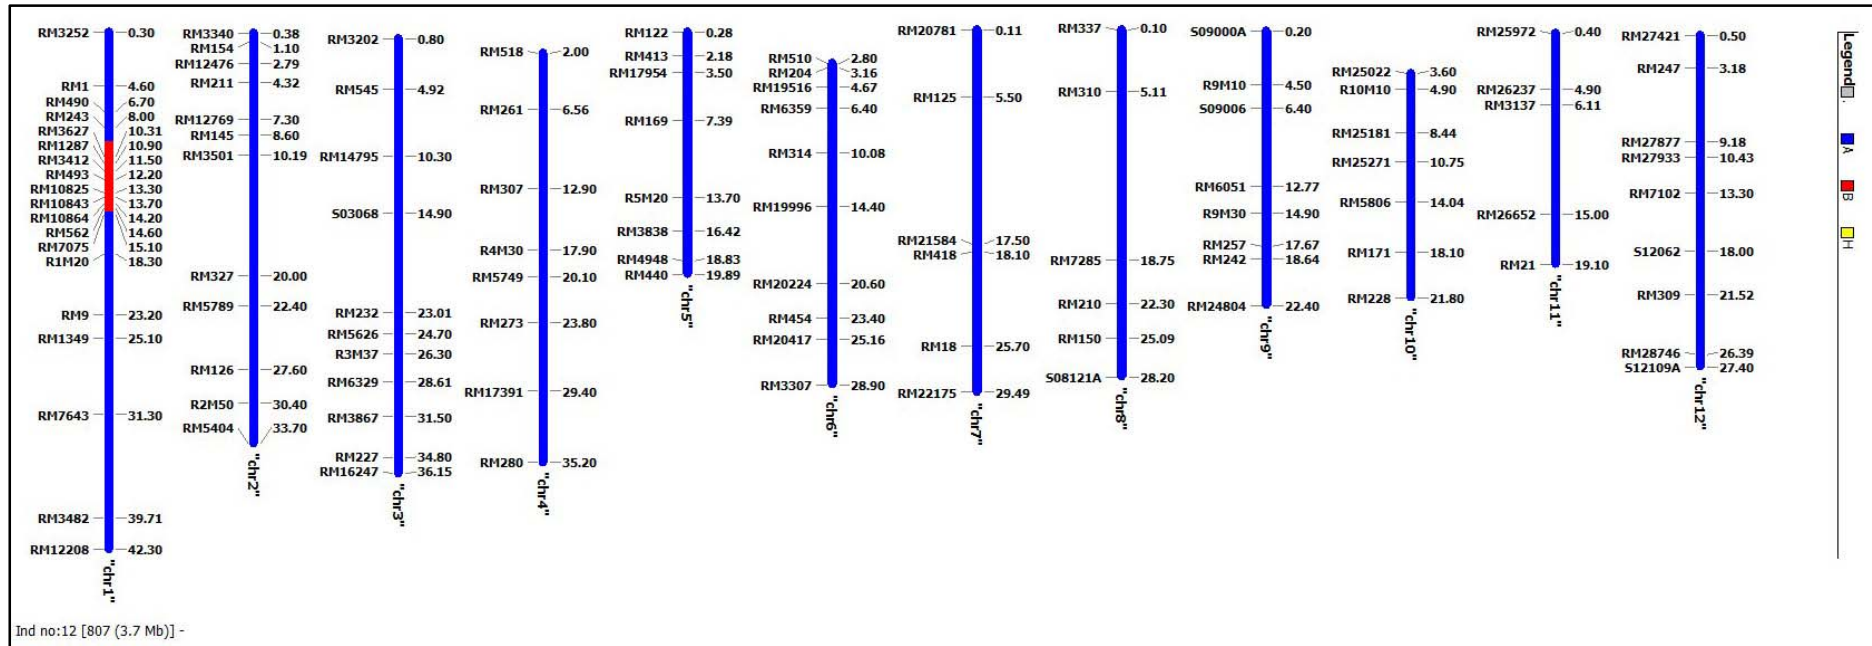 RM3252 0.30
RM1 4.60
RM490 6.70
RM243 8.00
RM3627 10.31
RM1287 10.90
RM3412 11.50
RM493 12.20
RM10825 13.30
RM10843 13.70
RM10864 14.20
RM562 14.60
RM7075 15.10
R1M20 18.30
RM9 23.20
RM1349 25.10
RM7643 31.30
RM3482 39.71
RM12208 42.30
"chr1"
RM3340 0.38
RM154 1.10
RM12476 2.79
RM211 4.32
RM12769 7.30
RM145 8.60
RM3501 10.19
RM327 20.00
RM5789 22.40
RM126 27.60
R2M50 30.40
RM5404 33.70
"chr2"
RM3202 0.80
RM545 4.92
RM14795 10.30
S03068 14.90
RM232 23.01
RM5626 24.70
R3M37 26.30
RM6329 28.61
RM3867 31.50
RM227 34.80
RM16247 36.15
"chr3"
RM518 2.00
RM261 6.56
RM307 12.90
R4M30 17.90
RM5749 20.10
RM273 23.80
RM17391 29.40
RM280 35.20
"chr4"
RM122 0.28
RM413 2.18
RM17954 3.50
RM169 7.39
R5M20 13.70
RM3838 16.42
RM4948 18.83
RM440 19.89
"chr5"
RM510 2.80
RM204 3.16
RM19516 4.67
RM6359 6.40
RM314 10.08
RM19996 14.40
RM20224 20.60
RM454 23.40
RM20417 25.16
RM3307 28.90
"chr6"
RM20781 0.11
RM125 5.50
RM21584 17.50
RM418 18.10
RM18 25.70
RM22175 29.49
"chr7"
RM337 0.10
RM310 5.11
RM7285 18.75
RM210 22.30
RM150 25.09
S08121A 28.20
"chr8"
S09000A 0.20
R9M10 4.50
S09006 6.40
RM6051 12.77
R9M30 14.90
RM257 17.67
RM242 18.64
RM24804 22.40
"chr9"
RM25022 3.60
R10M10 4.90
RM25181 8.44
RM25271 10.75
RM5806 14.04
RM171 18.10
RM228 21.80
"chr10"
RM25972 0.40
RM26237 4.90
RM3137 6.11
RM26652 15.00
RM21 19.10
"chr11"
RM27421 0.50
RM247 3.18
RM27877 9.18
RM27933 10.43
RM7102 13.30
S12062 18.00
RM309 21.52
RM28746 26.39
S12109A 27.40
"chr12"
Legend
.
A
B
H
Ind no:12 [807 (3.7 Mb)] -